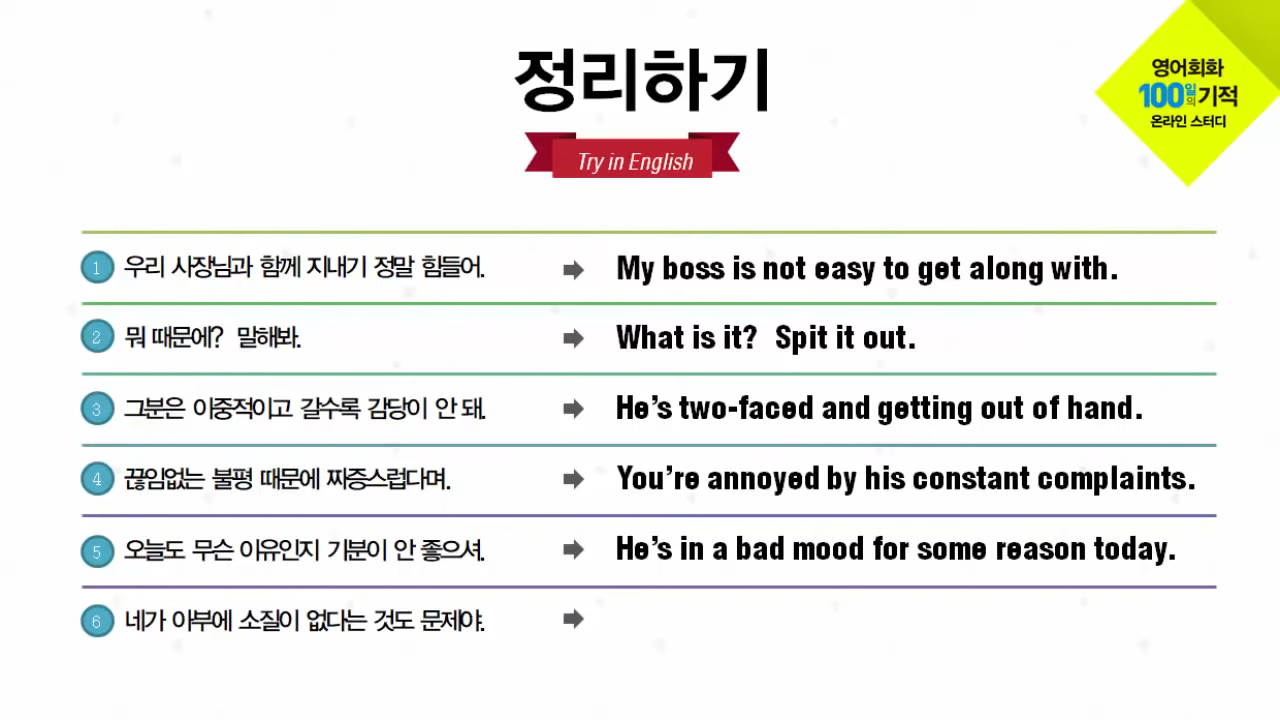 정리하기
Try in English
영어회화
100일의 기적
온라인 스터디
1 우리 사장님과 함께 지내기 정말 힘들어. My boss is not easy to get along with.
2 뭐 때문에? 말해봐. What is it? Spit it out.
3 그분은 이중적이고 갈수록 감당이 안 돼. He's two-faced and getting out of hand.
4 끊임없는 불평 때문에 짜증스럽다며. You're annoyed by his constant complaints.
5 오늘도 무슨 이유인지 기분이 안 좋으셔. He's in a bad mood for some reason today.
6 네가 아부에 소질이 없다는 것도 문제야.